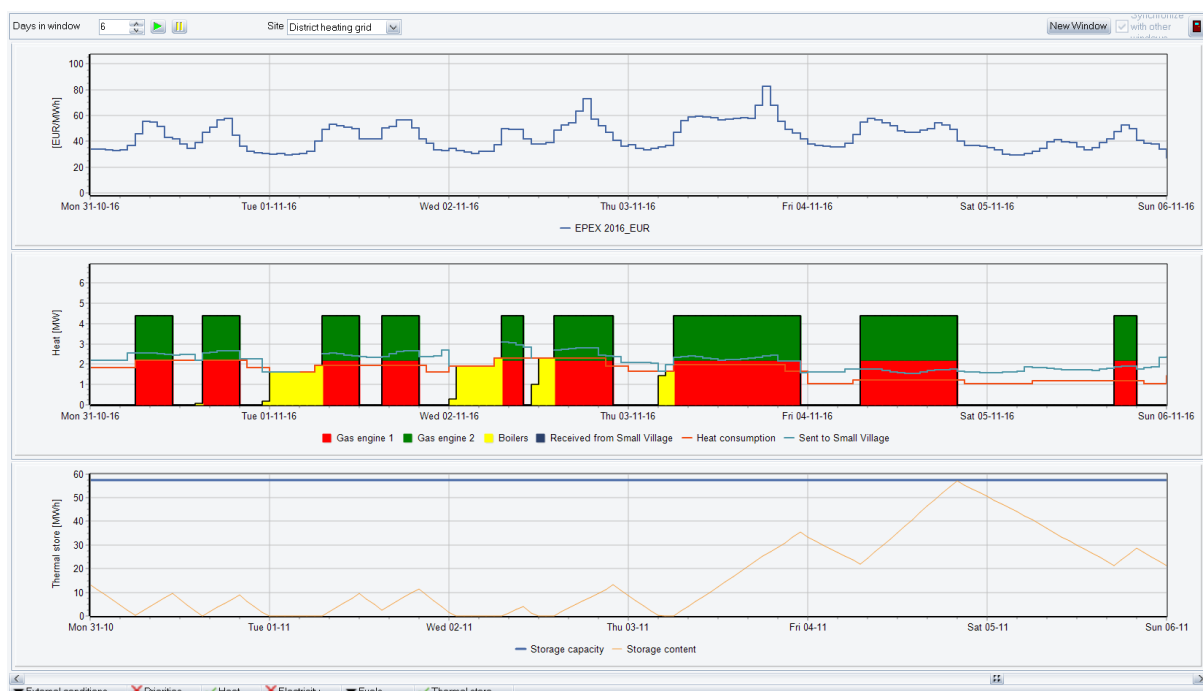 Days in window 6 Site District heating grid New Window Synchronize with other windows
100
80
60
40
20
0
[EUR/MWh]
Mon 31-10-16 Tue 01-11-16 Wed 02-11-16 Thu 03-11-16 Fri 04-11-16 Sat 05-11-16 Sun 06-11-16
EPEX 2016_EUR
6
5
4
3
2
1
0
Heat [MW]
Mon 31-10-16 Tue 01-11-16 Wed 02-11-16 Thu 03-11-16 Fri 04-11-16 Sat 05-11-16 Sun 06-11-16
Gas engine 1 Gas engine 2 Boilers Received from Small Village Heat consumption Sent to Small Village
60
50
40
30
20
10
0
Thermal store [MWh]
Mon 31-10 Tue 01-11 Wed 02-11 Thu 03-11 Fri 04-11 Sat 05-11 Sun 06-11
Storage capacity Storage content
External conditions Priorities Heat Electricity Fuels Thermal store